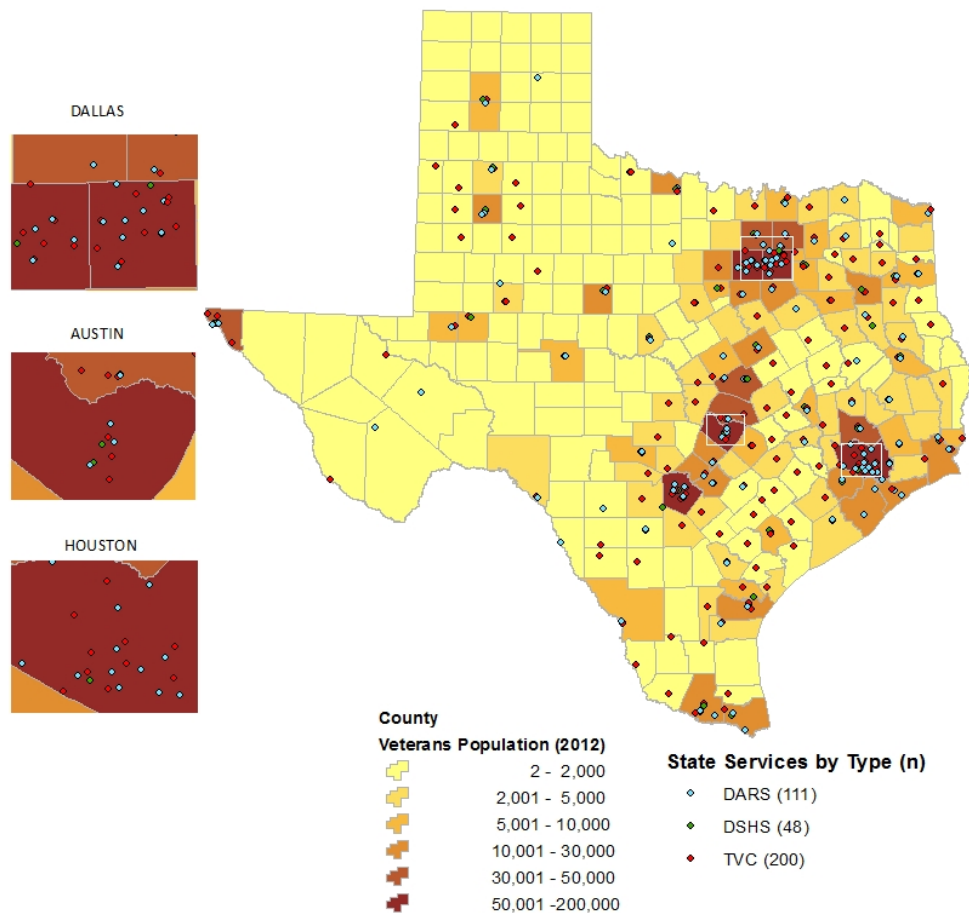 DALLAS
AUSTIN
HOUSTON
County
Veterans Population (2012)
2 - 2,000
2,001 - 5,000
5,001 - 10,000
10,001 - 30,000
30,001 - 50,000
50,001 -200,000
State Services by Type (n)
DARS (111)
DSHS (48)
TVC (200)